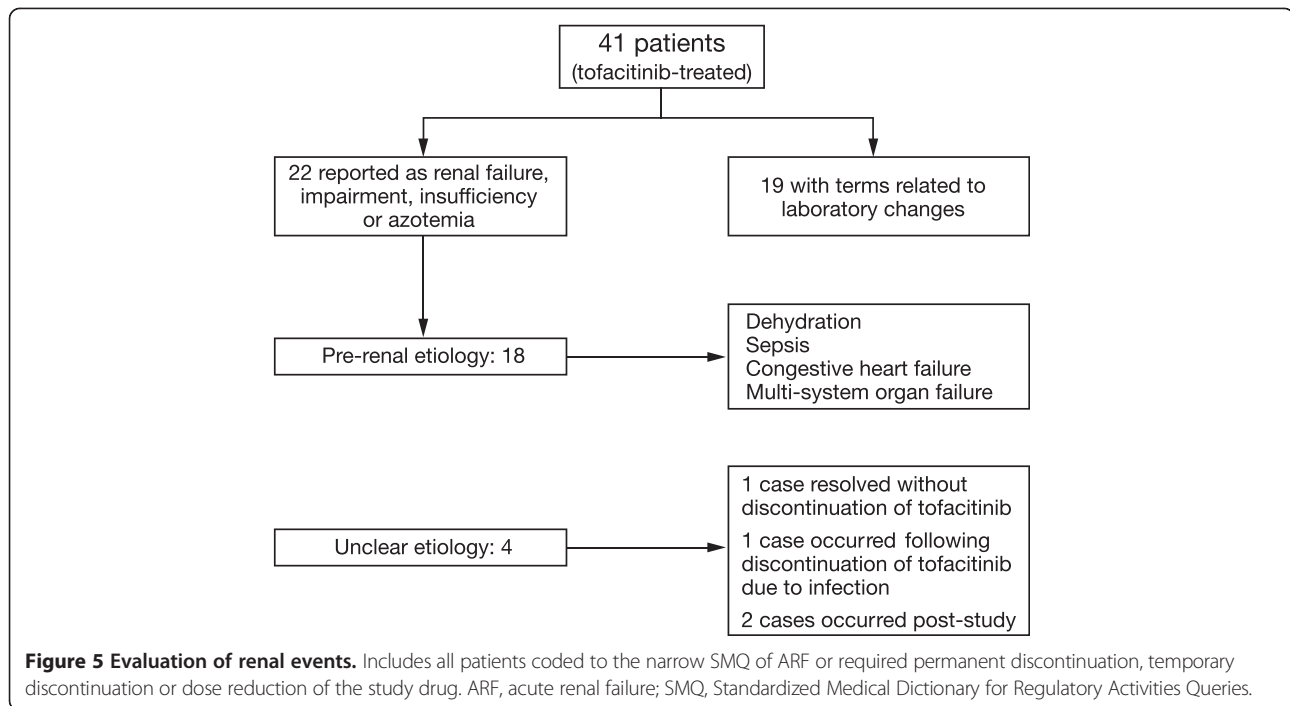 41 patients
(tofacitinib-treated)
22 reported as renal failure,
impairment, insufficiency
or azotemia
19 with terms related to
laboratory changes
Pre-renal etiology: 18
Dehydration
Sepsis
Congestive heart failure
Multi-system organ failure
Unclear etiology: 4
1 case resolved without
discontinuation of tofacitinib
1 case occurred following
discontinuation of tofacitinib
due to infection
2 cases occurred post-study
Figure 5 Evaluation of renal events. Includes all patients coded to the narrow SMQ of ARF or required permanent discontinuation, temporary
discontinuation or dose reduction of the study drug. ARF, acute renal failure; SMQ, Standardized Medical Dictionary for Regulatory Activities Queries.